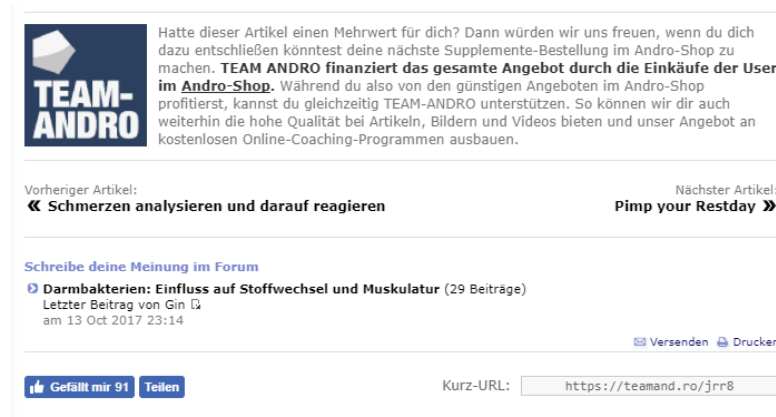 TEAM-
ANDRO
Hatte dieser Artikel einen Mehrwert für dich? Dann würden wir uns freuen, wenn du dich
dazu entschließen könntest deine nächste Supplemente-Bestellung im Andro-Shop zu
machen. TEAM ANDRO finanziert das gesamte Angebot durch die Einkäufe der User
im Andro-Shop. Während du also von den günstigen Angeboten im Andro-Shop
profitierst, kannst du gleichzeitig TEAM-ANDRO unterstützen. So können wir dir auch
weiterhin die hohe Qualität bei Artikeln, Bildern und Videos bieten und unser Angebot an
kostenlosen Online-Coaching-Programmen ausbauen.
Vorheriger Artikel:
« Schmerzen analysieren und darauf reagieren
Nächster Artikel:
Pimp your Restday »
Schreibe deine Meinung im Forum
Darmbakterien: Einfluss auf Stoffwechsel und Muskulatur (29 Beiträge)
Letzter Beitrag von Gin
am 13 Oct 2017 23:14
Versenden Drucken
Gefällt mir 91 Teilen
Kurz-URL: https://teamand.ro/jrr8